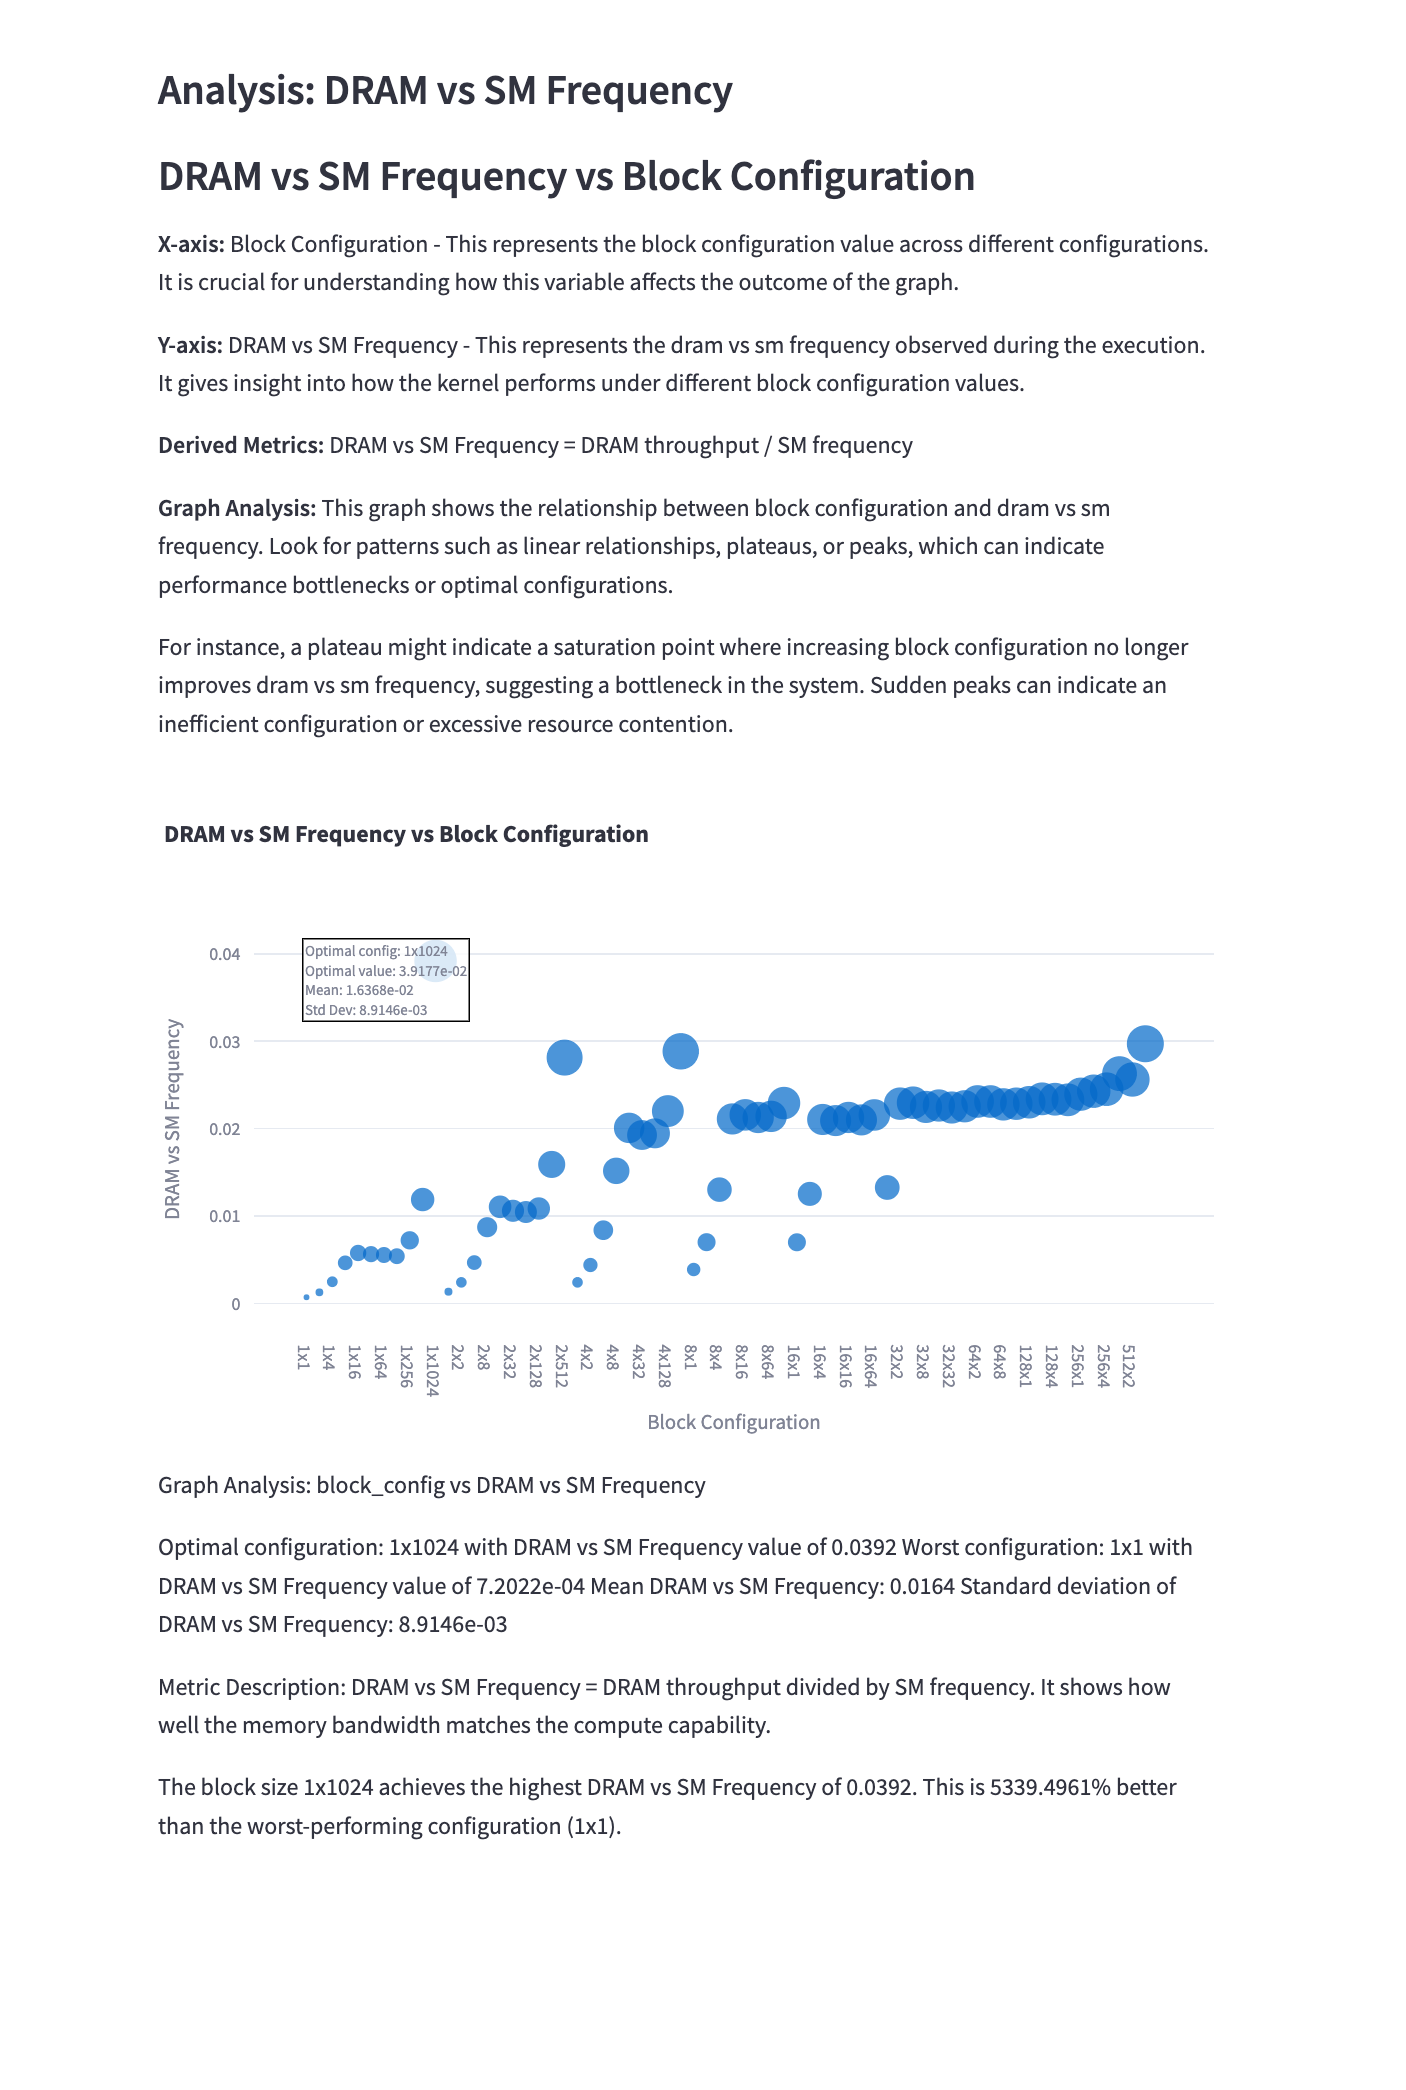 Analysis: DRAM vs SM Frequency
DRAM vs SM Frequency vs Block Configuration
X-axis: Block Configuration - This represents the block configuration value across different configurations.
It is crucial for understanding how this variable affects the outcome of the graph.
Y-axis: DRAM vs SM Frequency - This represents the dram vs sm frequency observed during the execution.
It gives insight into how the kernel performs under different block configuration values.
Derived Metrics: DRAM vs SM Frequency = DRAM throughput / SM frequency
Graph Analysis: This graph shows the relationship between block configuration and dram vs sm
frequency. Look for patterns such as linear relationships, plateaus, or peaks, which can indicate
performance bottlenecks or optimal configurations.
For instance, a plateau might indicate a saturation point where increasing block configuration no longer
improves dram vs sm frequency, suggesting a bottleneck in the system. Sudden peaks can indicate an
inefficient configuration or excessive resource contention.
DRAM vs SM Frequency vs Block Configuration
Optimal config: 1x1024
Optimal value: 3.9177e-02
Mean: 1.6368e-02
Std Dev: 8.9146e-03
DRAM vs SM Frequency
0.04
0.03
0.02
0.01
0
1x1
1x4
1x16
1x64
1x256
1x1024
2x2
2x8
2x32
2x128
2x512
4x2
4x8
4x32
4x128
8x1
8x4
8x16
8x64
16x1
16x4
16x16
16x64
32x2
32x8
32x32
64x2
64x8
128x1
128x4
256x1
256x4
512x2
Block Configuration
Graph Analysis: block_config vs DRAM vs SM Frequency
Optimal configuration: 1x1024 with DRAM vs SM Frequency value of 0.0392 Worst configuration: 1x1 with
DRAM vs SM Frequency value of 7.2022e-04 Mean DRAM vs SM Frequency: 0.0164 Standard deviation of
DRAM vs SM Frequency: 8.9146e-03
Metric Description: DRAM vs SM Frequency = DRAM throughput divided by SM frequency. It shows how
well the memory bandwidth matches the compute capability.
The block size 1x1024 achieves the highest DRAM vs SM Frequency of 0.0392. This is 5339.4961% better
than the worst-performing configuration (1x1).